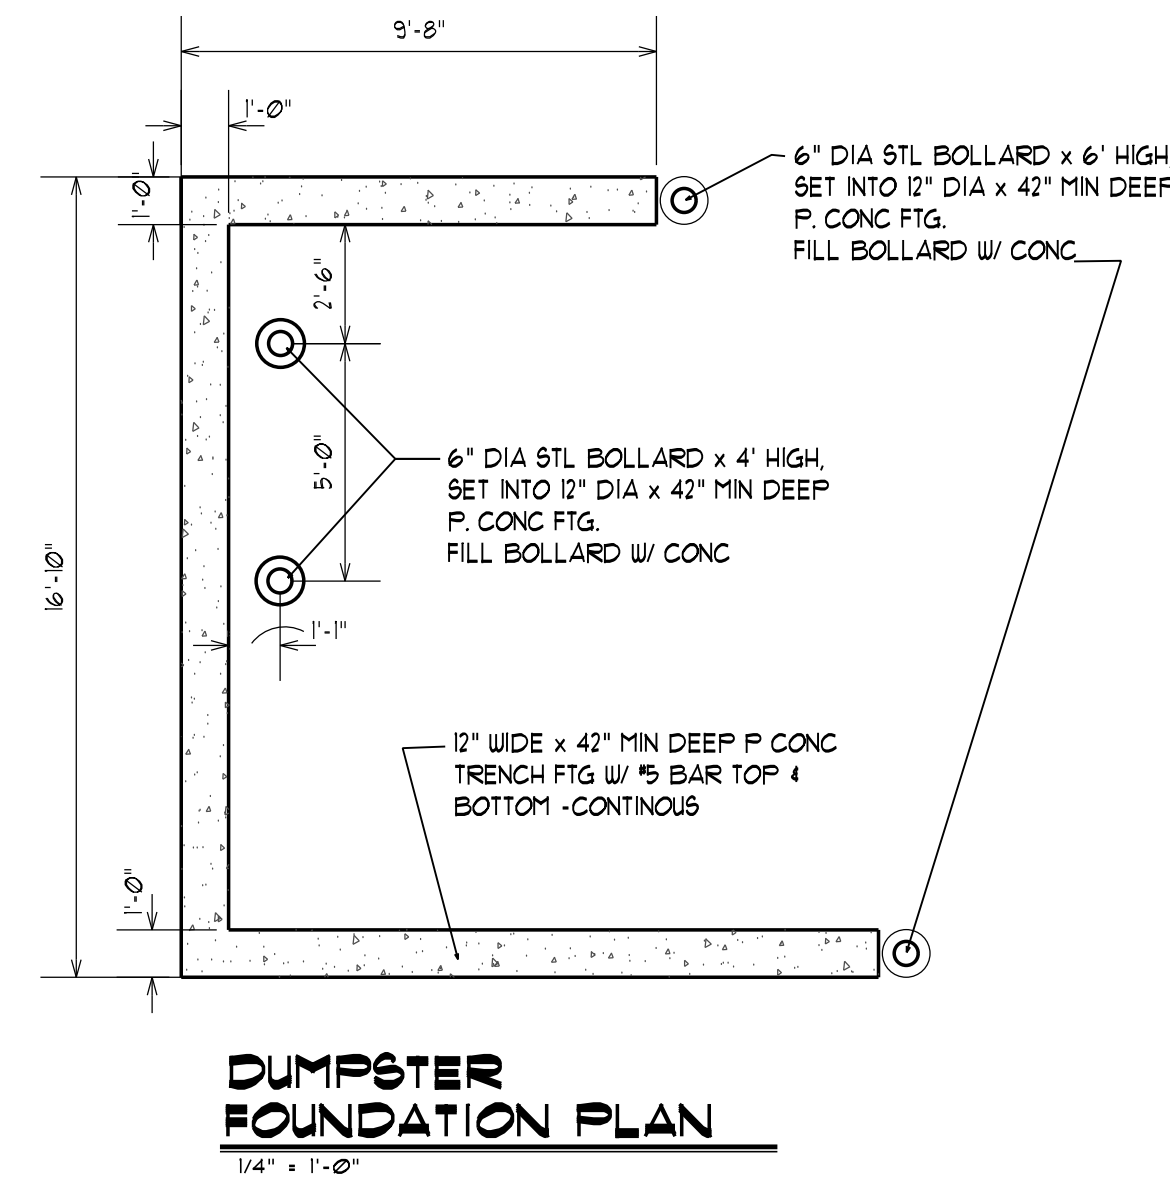 9'-8"
1'-0"
1'-0"
6" DIA STL BOLLARD x 6' HIGH,
SET INTO 12" DIA x 42" MIN DEEP
P. CONC FTG.
FILL BOLLARD W/ CONC
2'-6"
5'-0"
6" DIA STL BOLLARD x 4' HIGH,
SET INTO 12" DIA x 42" MIN DEEP
P. CONC FTG.
FILL BOLLARD W/ CONC
16'-10"
1'-1"
12" WIDE x 42" MIN DEEP P CONC
TRENCH FTG W/ #5 BAR TOP &
BOTTOM -CONTINOUS
1'-0"
DUMPSTER
FOUNDATION PLAN
1/4" = 1'-0"